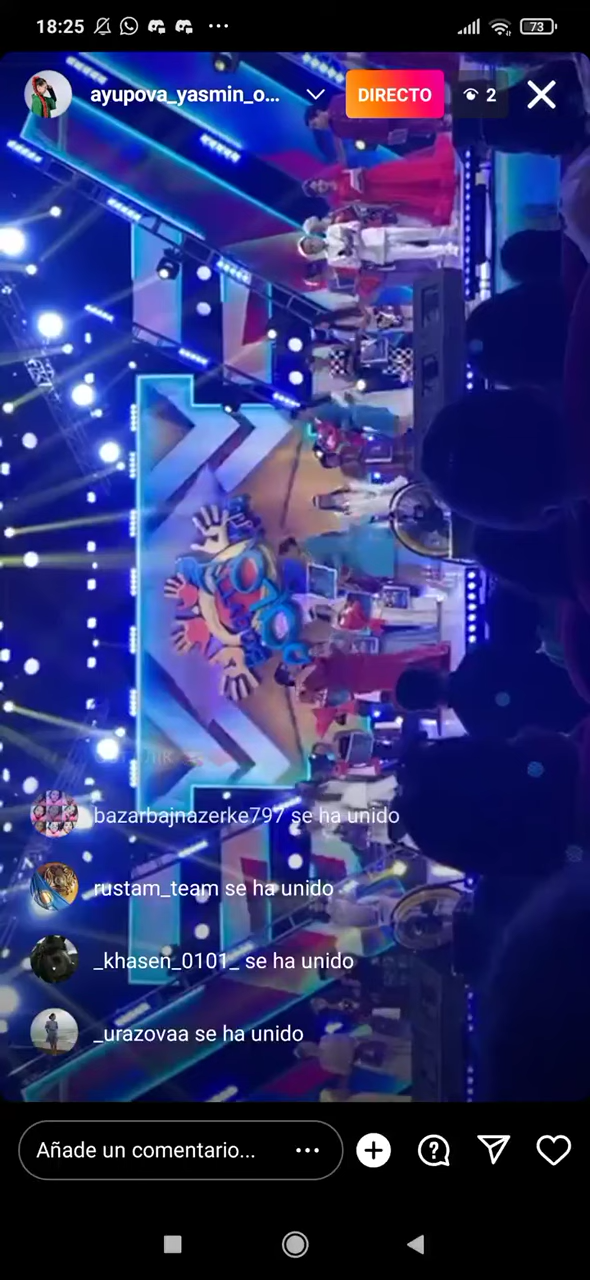 18:25
73
ayupova_yasmin_o...
DIRECTO
2
bazarbajnazerke797 se ha unido
rustam_team se ha unido
_khasen_0101_ se ha unido
_urazovaa se ha unido
Añade un comentario...